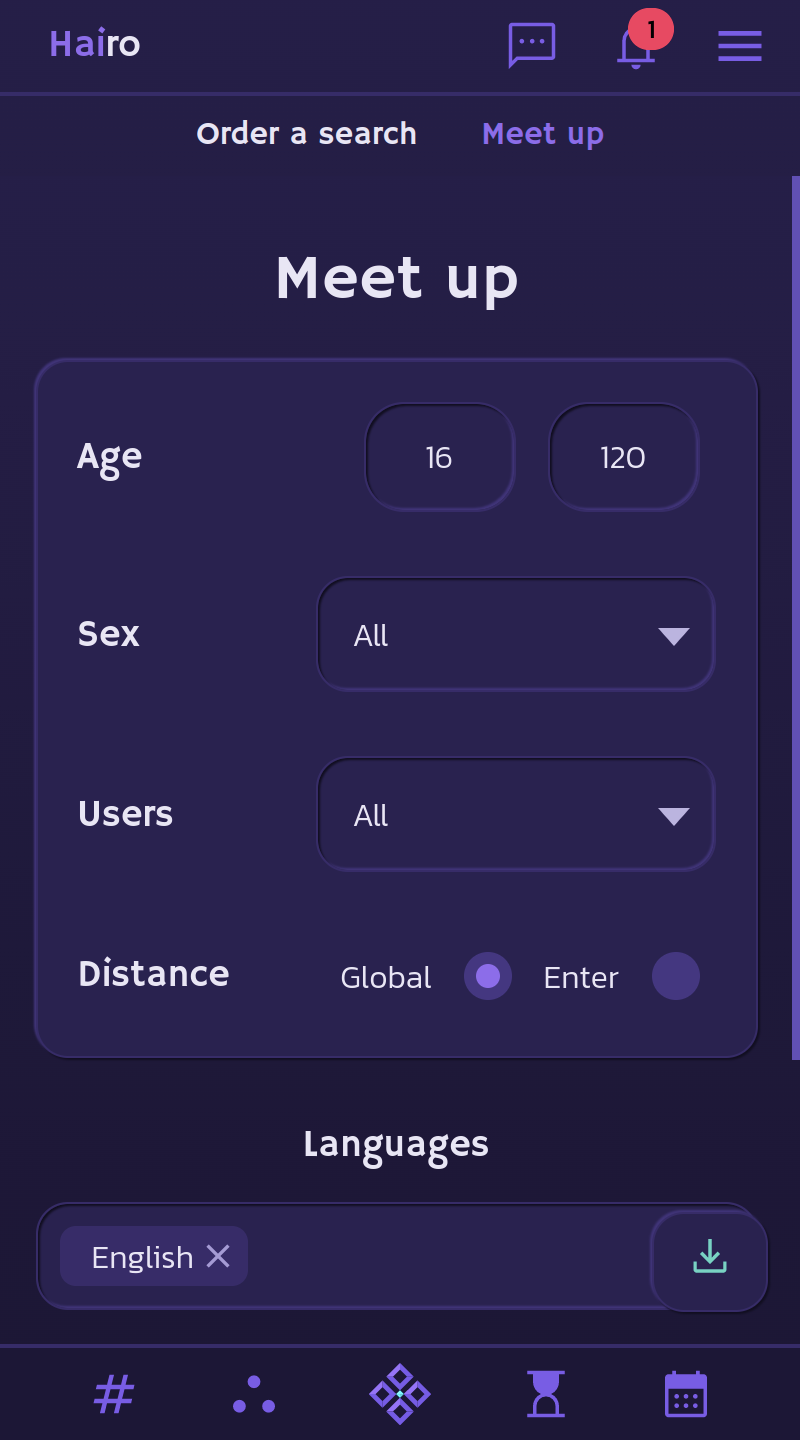 Hairo
1
Order a search Meet up
Meet up
Age 16 120
Sex All
Users All
Distance Global Enter
Languages
English